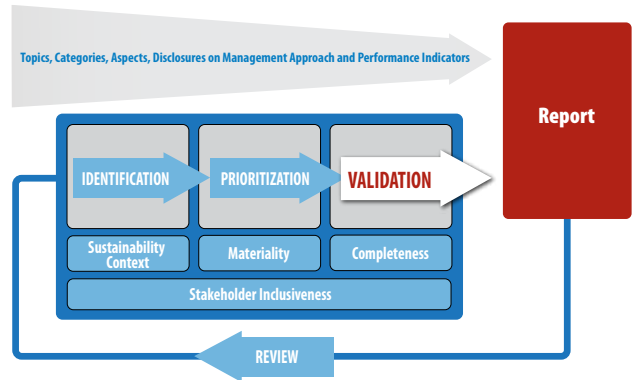 Topics, Categories, Aspects, Disclosures on Management Approach and Performance Indicators
Report
IDENTIFICATION
PRIORITIZATION
VALIDATION
Sustainability
Context
Materiality
Completeness
Stakeholder Inclusiveness
REVIEW